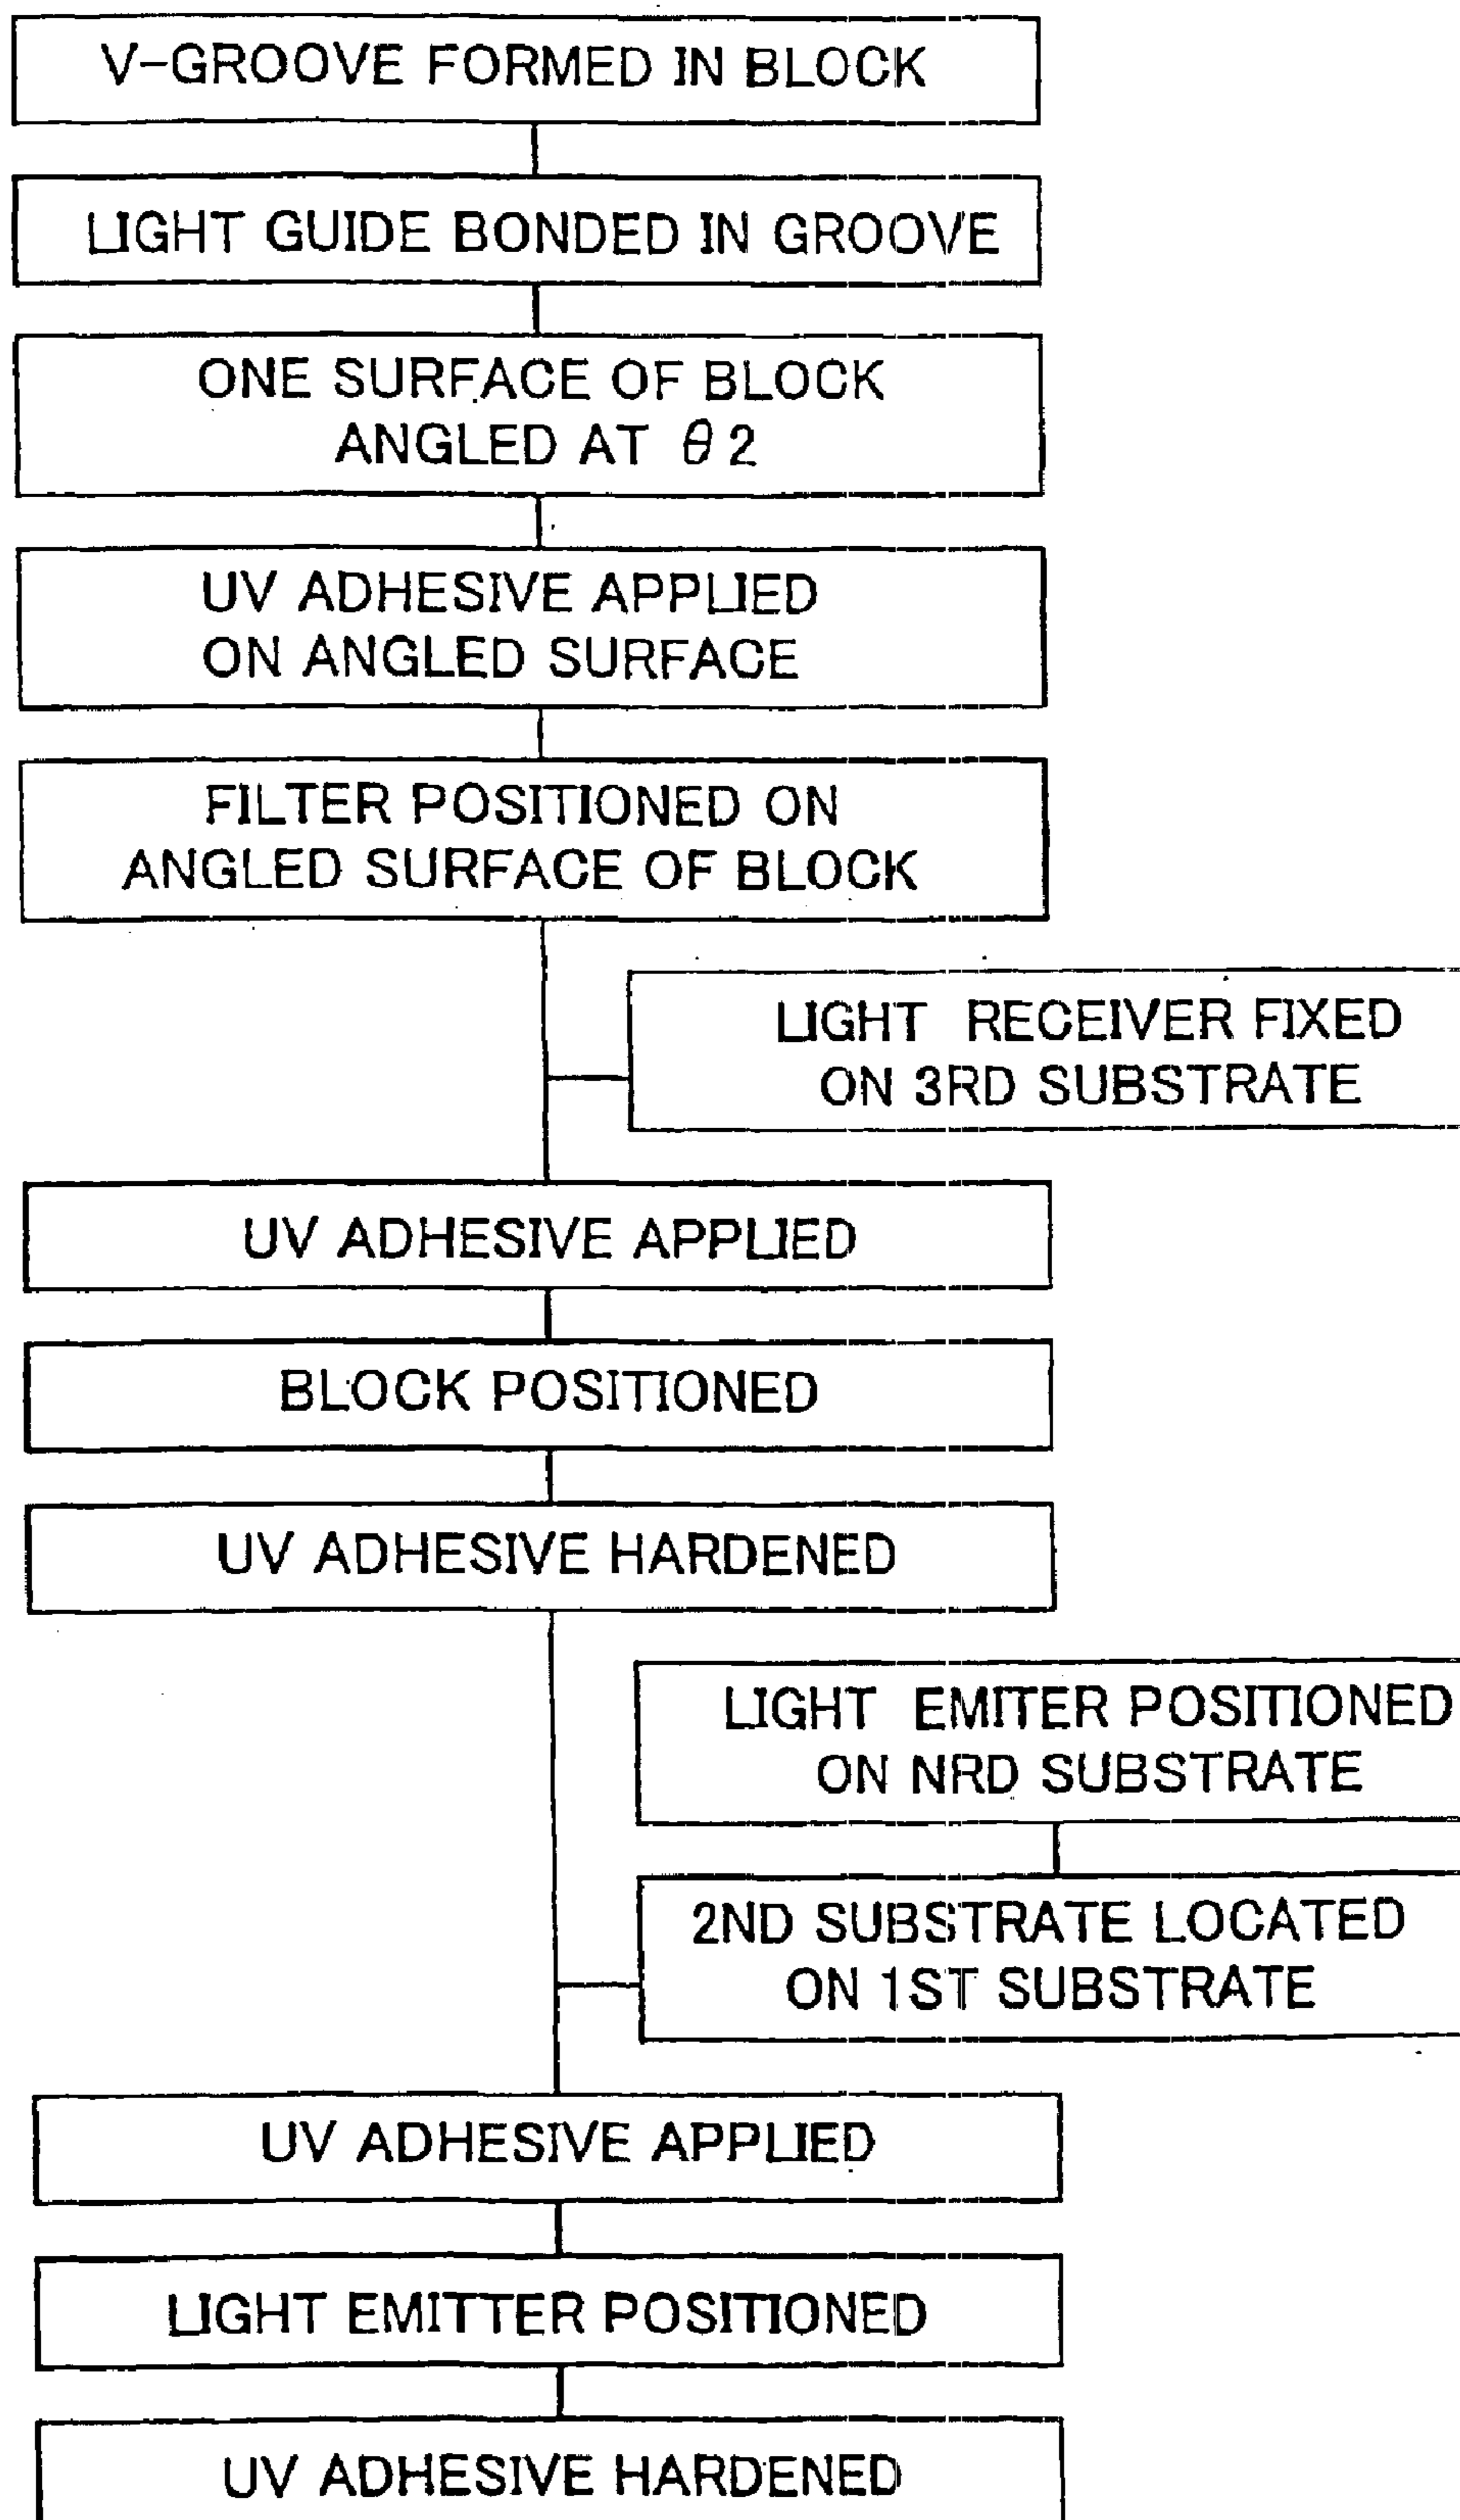 V-GROOVE FORMED IN BLOCK
LIGHT GUIDE BONDED IN GROOVE
ONE SURFACE OF BLOCK
ANGLED AT θ2
UV ADHESIVE APPLIED
ON ANGLED SURFACE
FILTER POSITIONED ON
ANGLED SURFACE OF BLOCK
LIGHT RECEIVER FIXED
ON 3RD SUBSTRATE
UV ADHESIVE APPLIED
BLOCK POSITIONED
UV ADHESIVE HARDENED
LIGHT EMITER POSITIONED
ON NRD SUBSTRATE
2ND SUBSTRATE LOCATED
ON 1ST SUBSTRATE
UV ADHESIVE APPLIED
LIGHT EMITTER POSITIONED
UV ADHESIVE HARDENED